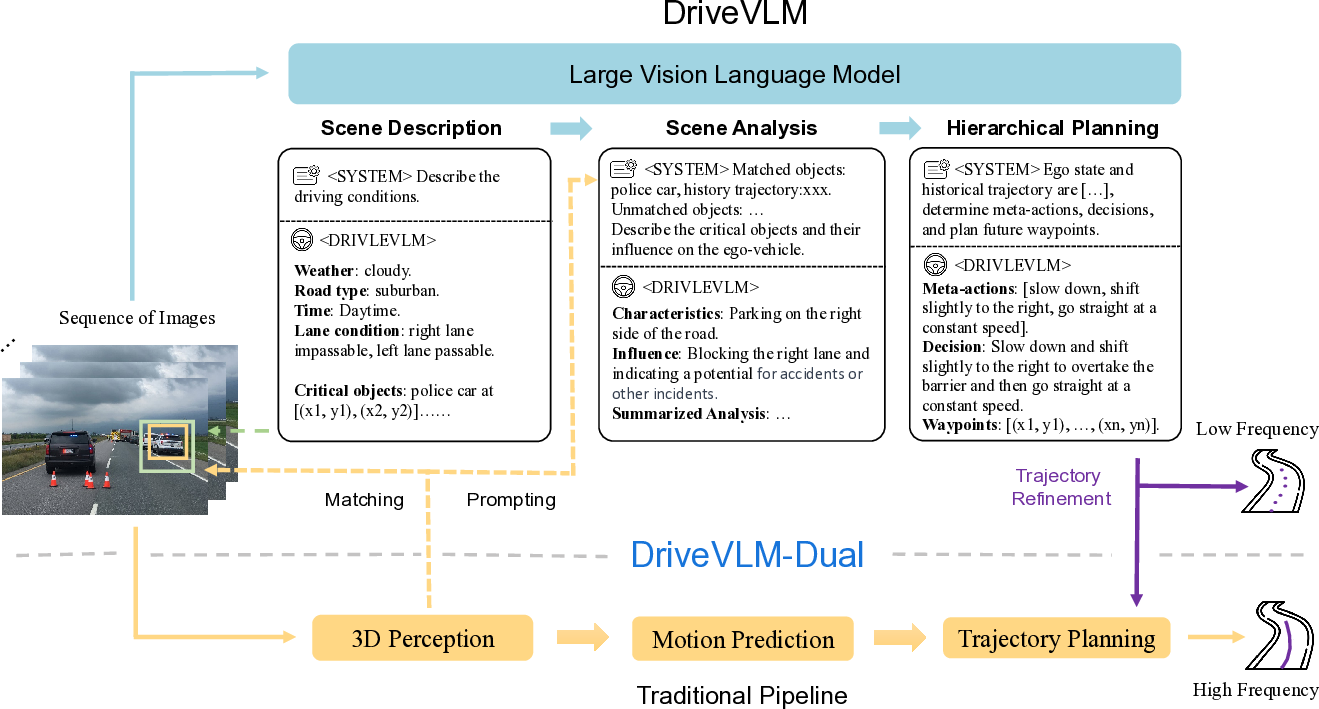 DriveVLM
Large Vision Language Model
Scene Description
Scene Analysis
Hierarchical Planning
<SYSTEM> Describe the
driving conditions.
<DRIVLEVLM>
Weather: cloudy.
Road type: suburban.
Time: Daytime.
Lane condition: right lane
impassable, left lane passable.
Critical objects: police car at
[(x1, y1), (x2, y2)]……
<SYSTEM> Matched objects:
police car, history trajectory:xxx.
Unmatched objects: …
Describe the critical objects and their
influence on the ego-vehicle.
<DRIVLEVLM>
Characteristics: Parking on the right
side of the road.
Influence: Blocking the right lane and
indicating a potential for accidents or
other incidents.
Summarized Analysis: …
<SYSTEM> Ego state and
historical trajectory are […],
determine meta-actions, decisions,
and plan future waypoints.
<DRIVLEVLM>
Meta-actions: [slow down, shift
slightly to the right, go straight at a
constant speed].
Decision: Slow down and shift
slightly to the right to overtake the
barrier and then go straight at a
constant speed.
Waypoints: [(x1, y1), …, (xn, yn)].
Sequence of Images
Matching
Prompting
Trajectory
Refinement
Low Frequency
DriveVLM-Dual
3D Perception
Motion Prediction
Trajectory Planning
High Frequency
Traditional Pipeline